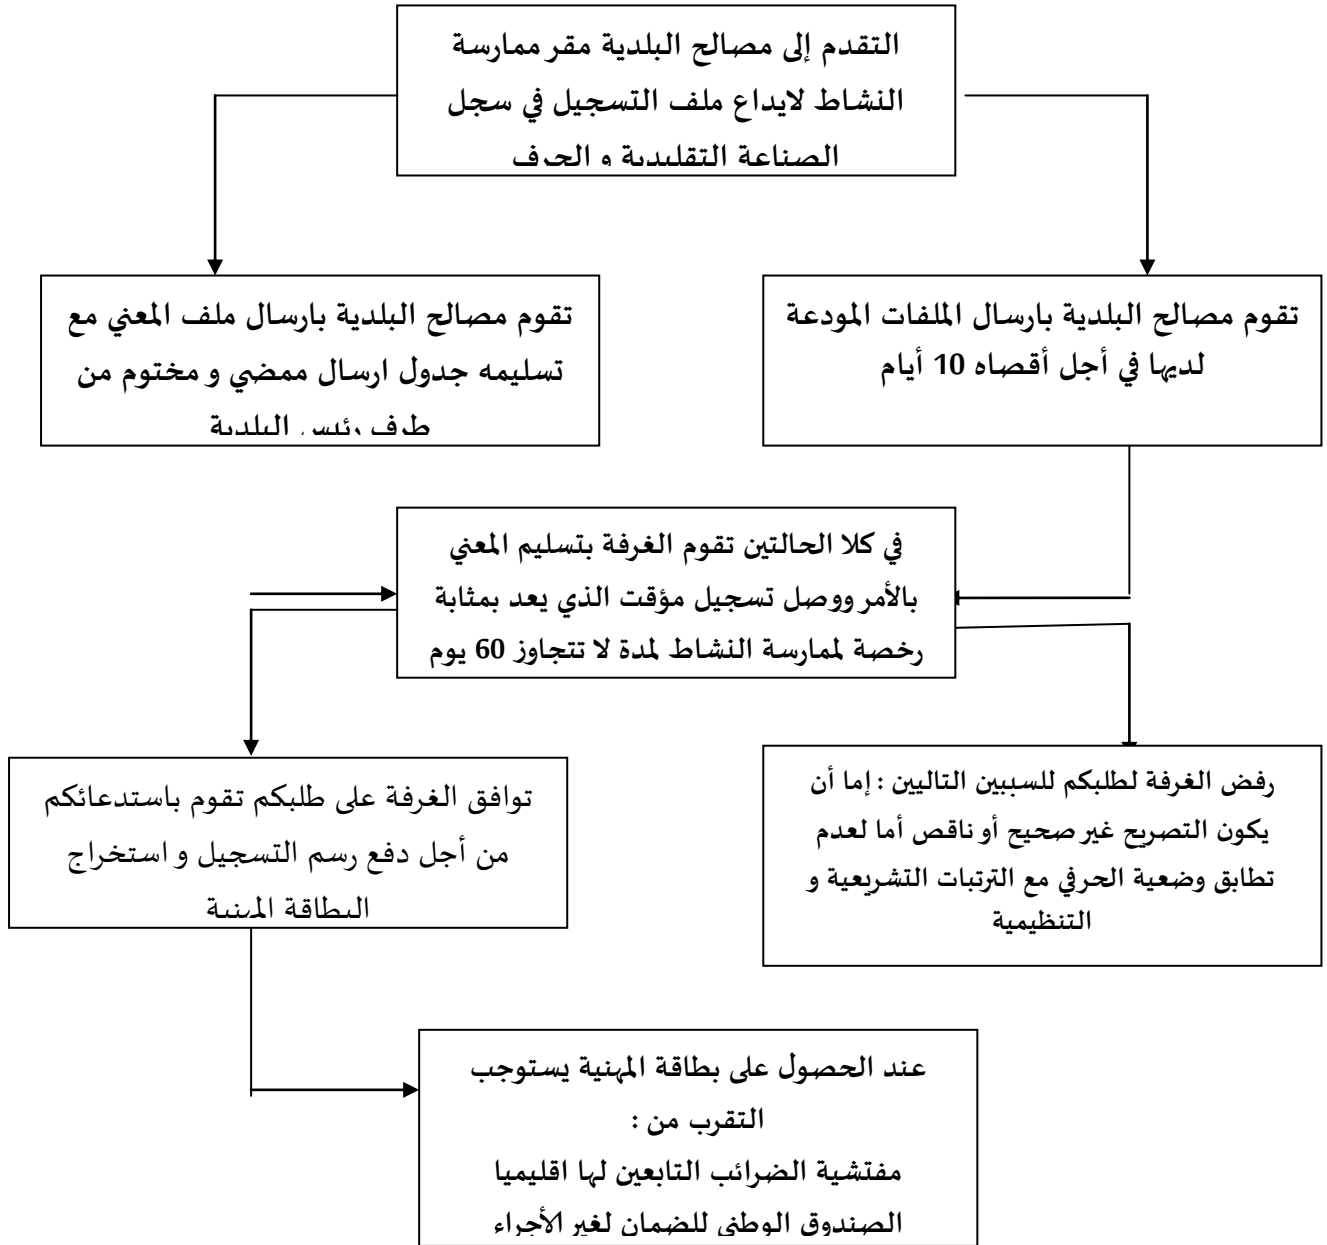 التقدم إلى مصالح البلدية مقر ممارسة
النشاط لايداع ملف التسجيل في سجل
الصناعة التقليدية و الحرف
تقوم مصالح البلدية بارسال الملفات المودعة
لديها في أجل أقصاه 10 أيام
تقوم مصالح البلدية بارسال ملف المعني مع
تسليمه جدول ارسال ممضي و مختوم من
طرف رئيس البلدية
في كلا الحالتين تقوم الغرفة بتسليم المعني
بالأمر ووصل تسجيل مؤقت الذي يعد بمثابة
رخصة لممارسة النشاط لمدة لا تتجاوز 60 يوم
رفض الغرفة لطلبكم للسببين التاليين : إما أن
يكون التصريح غير صحيح أو ناقص أما لعدم
تطابق وضعية الحرفي مع الترتبات التشريعية و
التنظيمية
توافق الغرفة على طلبكم تقوم باستدعائكم
من أجل دفع رسم التسجيل و استخراج
البطاقة المهنية
عند الحصول على بطاقة المهنية يستوجب
التقرب من :
مفتشية الضرائب التابعين لها اقليميا
الصندوق الوطني للضمان لغير الأجراء